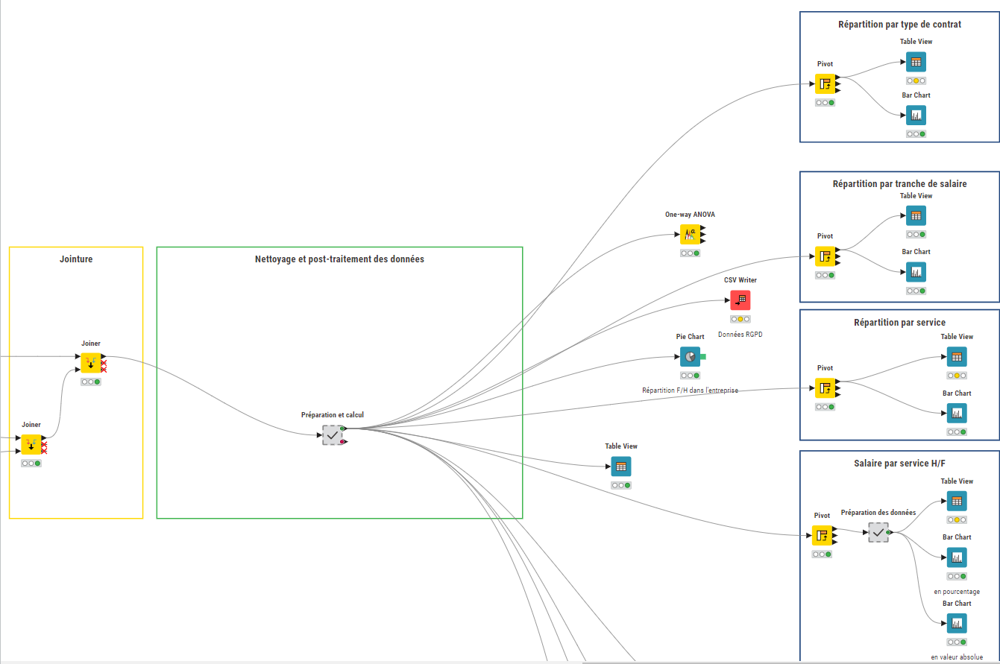 Répartition par type de contrat
Table View
Pivot
Bar Chart
Répartition par tranche de salaire
Table View
One-way ANOVA
Pivot
Bar Chart
Jointure
Nettoyage et post-traitement des données
CSV Writer
Données RGPD
Répartition par service
Table View
Joiner
Pie Chart
Pivot
Répartition F/H dans l'entreprise
Bar Chart
Préparation et calcul
Joiner
Table View
Salaire par service H/F
Table View
Pivot
Préparation des données
Bar Chart
en pourcentage
Bar Chart
en valeur absolue